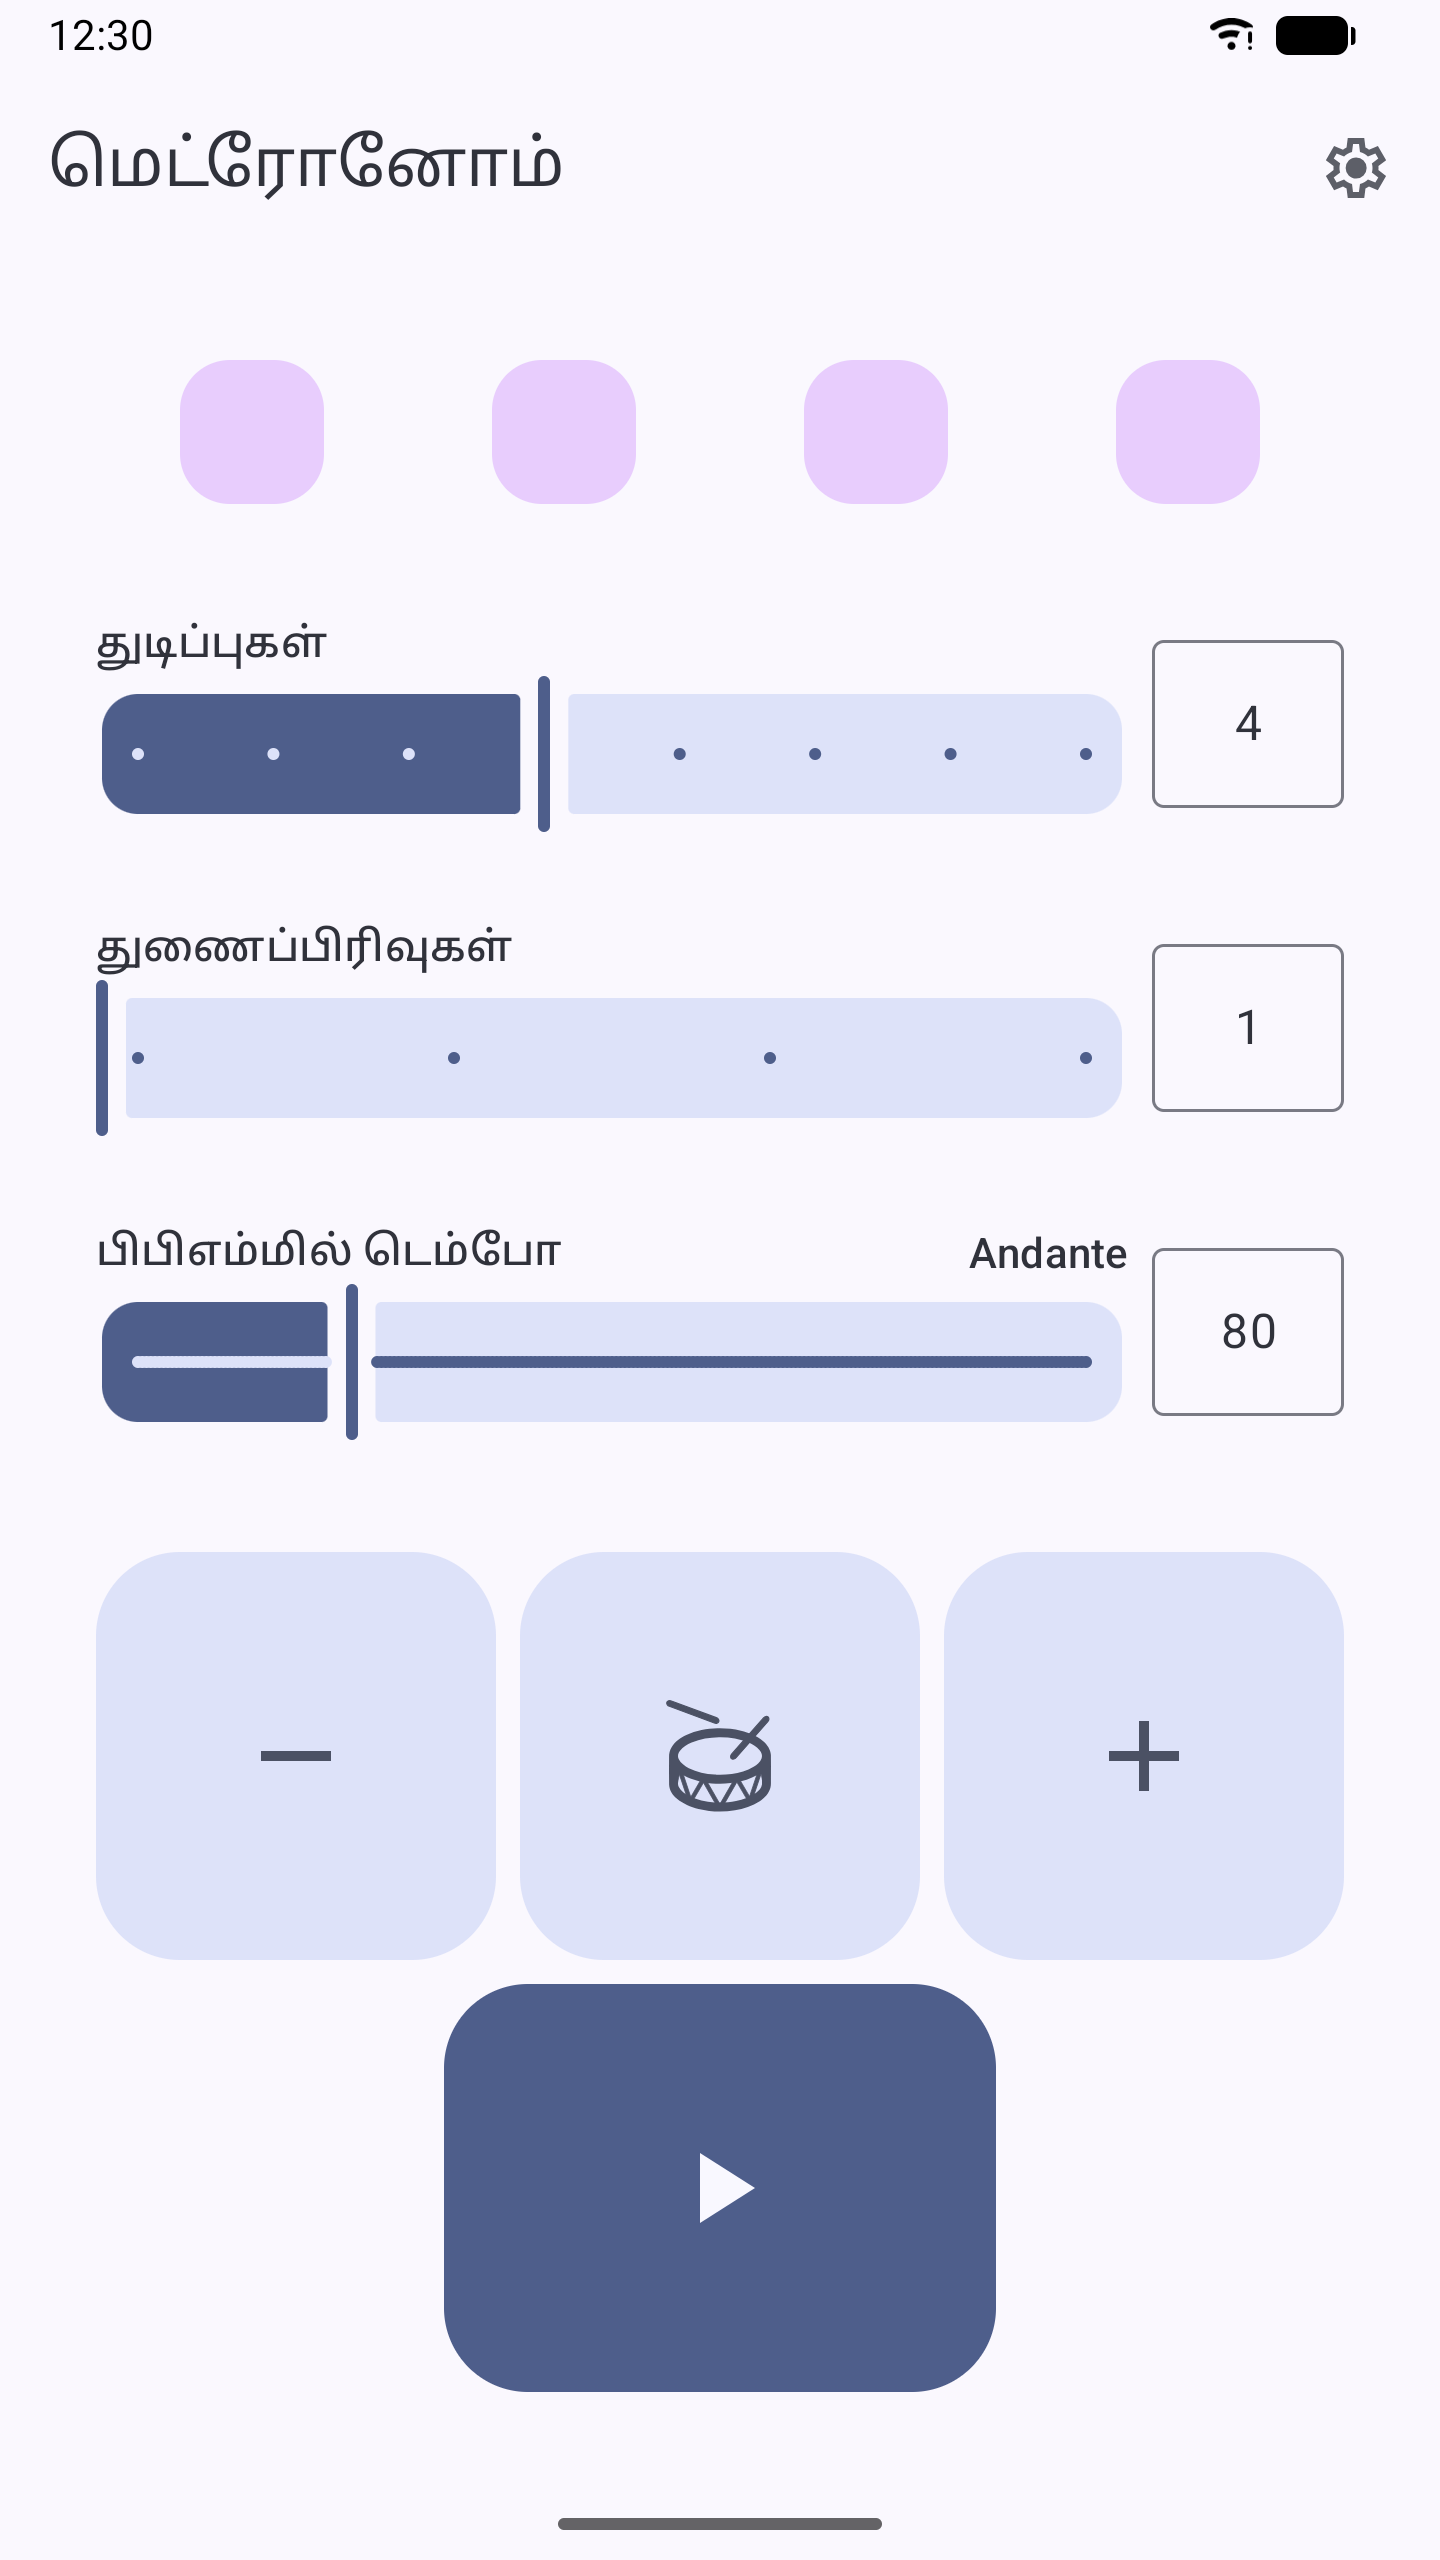 12:30
மெட்ரோனோம்
துடிப்புகள்
4
துணைப்பிரிவுகள்
1
பிபிஎம்மில் டெம்போ
Andante
80